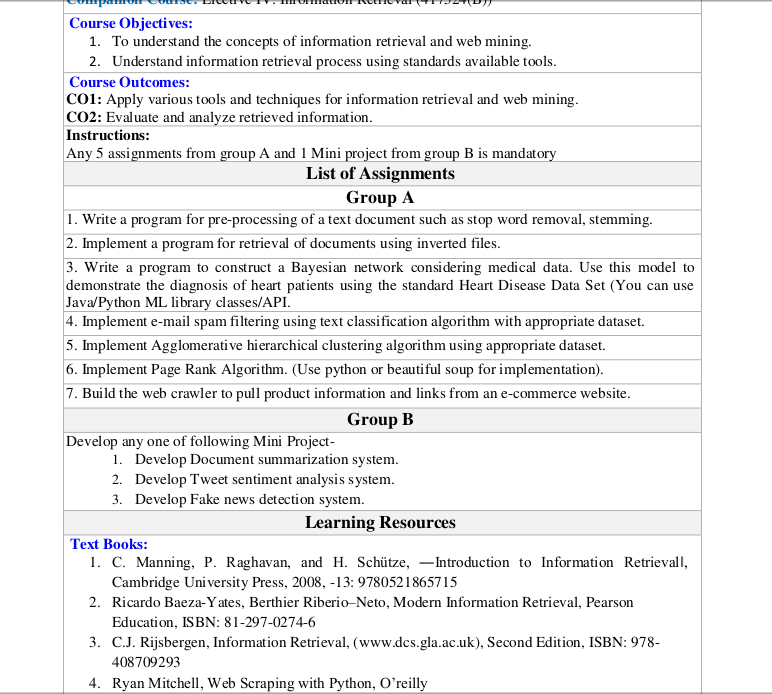 Companion Course: Elective IV: Information Retrieval (417524(B))
Course Objectives:
1. To understand the concepts of information retrieval and web mining.
2. Understand information retrieval process using standards available tools.
Course Outcomes:
CO1: Apply various tools and techniques for information retrieval and web mining.
CO2: Evaluate and analyze retrieved information.
Instructions:
Any 5 assignments from group A and 1 Mini project from group B is mandatory
List of Assignments
Group A
1. Write a program for pre-processing of a text document such as stop word removal, stemming.
2. Implement a program for retrieval of documents using inverted files.
3. Write a program to construct a Bayesian network considering medical data. Use this model to
demonstrate the diagnosis of heart patients using the standard Heart Disease Data Set (You can use
Java/Python ML library classes/API.
4. Implement e-mail spam filtering using text classification algorithm with appropriate dataset.
5. Implement Agglomerative hierarchical clustering algorithm using appropriate dataset.
6. Implement Page Rank Algorithm. (Use python or beautiful soup for implementation).
7. Build the web crawler to pull product information and links from an e-commerce website.
Group B
Develop any one of following Mini Project-
1. Develop Document summarization system.
2. Develop Tweet sentiment analysis system.
3. Develop Fake news detection system.
Learning Resources
Text Books:
1. C. Manning, P. Raghavan, and H. Schütze, ―Introduction to Information Retrieval‖,
Cambridge University Press, 2008, -13: 9780521865715
2. Ricardo Baeza-Yates, Berthier Riberio–Neto, Modern Information Retrieval, Pearson
Education, ISBN: 81-297-0274-6
3. C.J. Rijsbergen, Information Retrieval, (www.dcs.gla.ac.uk), Second Edition, ISBN: 978-
408709293
4. Ryan Mitchell, Web Scraping with Python, O’reilly